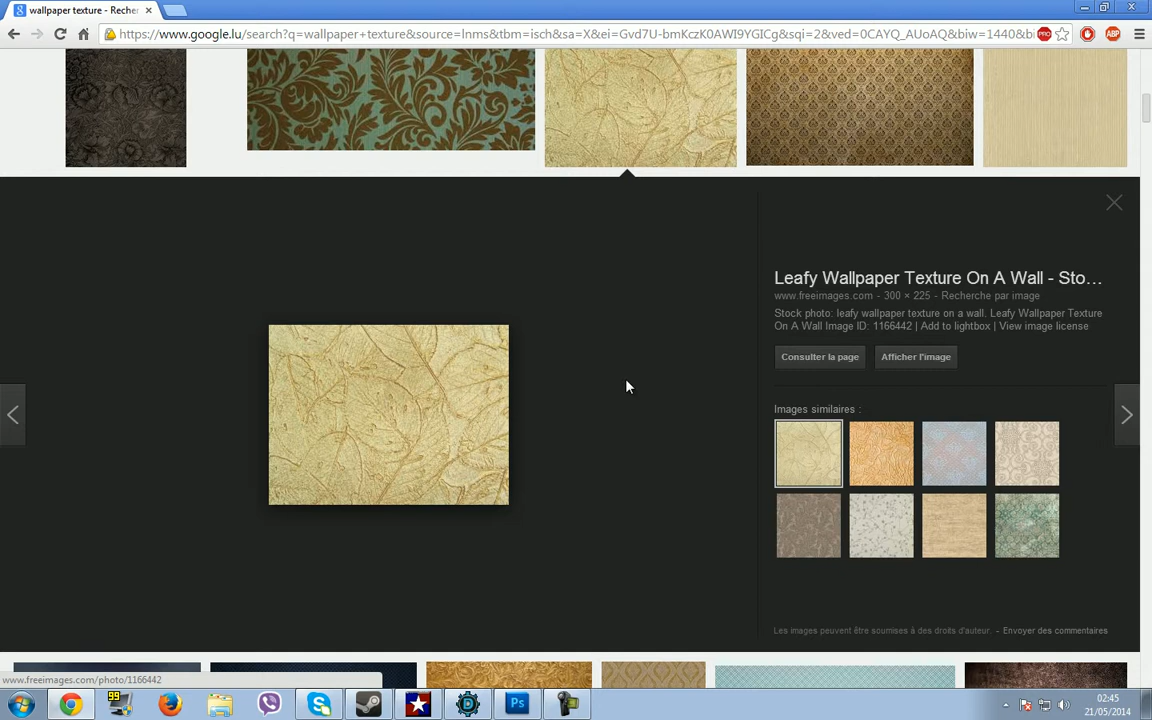 wallpaper texture - Recher
https://www.google.lu/search?q=wallpaper+texture&source=lnms&tbm=isch&sa=X&ei=Gvd7U-bmKczK0AWI9YGICg&sqi=2&ved=0CAYQ_AUoAQ&biw=1440&bi
PRO
ABP
Leafy Wallpaper Texture On A Wall - Sto...
www.freeimages.com - 300 × 225 - Recherche par image
Stock photo: leafy wallpaper texture on a wall. Leafy Wallpaper Texture
On A Wall Image ID: 1166442 | Add to lightbox | View image license
Consulter la page
Afficher l'image
Images similaires :
Les images peuvent être soumises à des droits d'auteur. - Envoyer des commentaires
www.freeimages.com/photo/1166442
99
Ps
02:45
21/05/2014